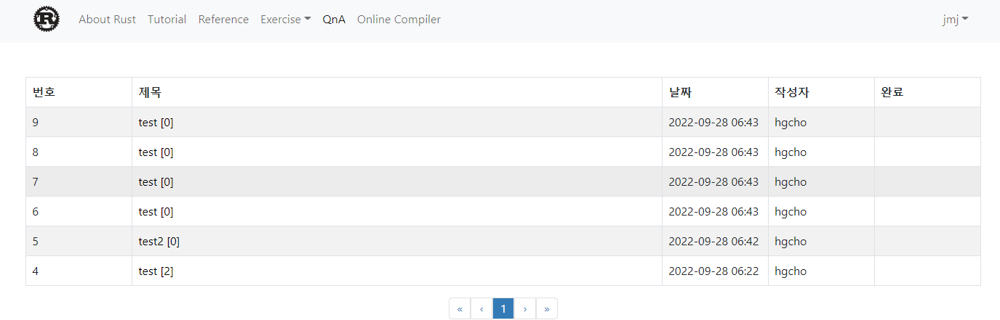 R About Rust Tutorial Reference Exercise QnA Online Compiler jmj
번호 제목 날짜 작성자 완료
9 test [0] 2022-09-28 06:43 hgcho
8 test [0] 2022-09-28 06:43 hgcho
7 test [0] 2022-09-28 06:43 hgcho
6 test [0] 2022-09-28 06:43 hgcho
5 test2 [0] 2022-09-28 06:42 hgcho
4 test [2] 2022-09-28 06:22 hgcho
« ‹ 1 › »